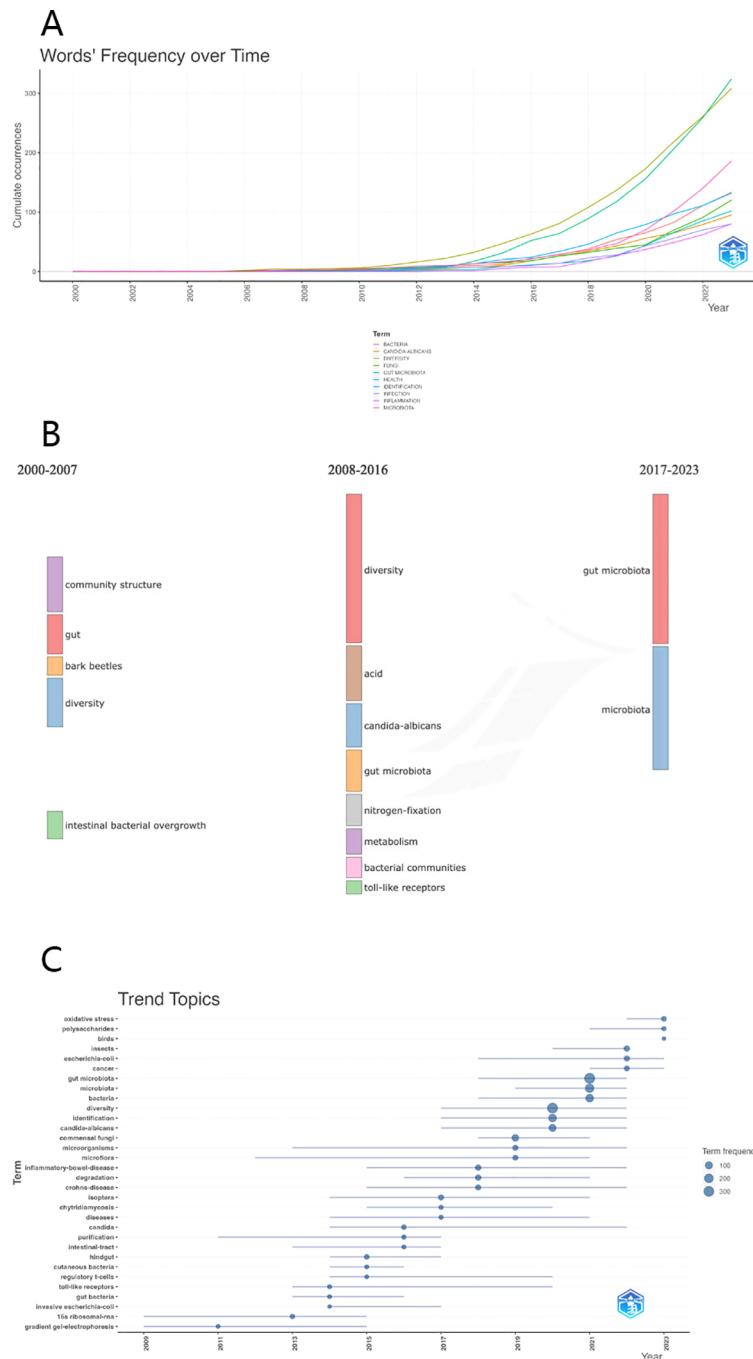 A
Words' Frequency over Time
300
200
100
0
Cumulate occurrences
2000
2002
2004
2006
2008
2010
2012
2014
2016
2018
2020
2022
Year
Term
BACTERIA
CANDIDA-ALBICANS
DIVERSITY
FUNGI
GUT MICROBIOTA
HEALTH
IDENTIFICATION
INFECTION
INFLAMMATION
MICROBIOTA
B
2000-2007
2008-2016
2017-2023
community structure
gut
bark beetles
diversity
intestinal bacterial overgrowth
diversity
acid
candida-albicans
gut microbiota
nitrogen-fixation
metabolism
bacterial communities
toll-like receptors
gut microbiota
microbiota
C
Trend Topics
oxidative stress
polysaccharides
birds
insects
escherichia-coli
cancer
gut microbiota
microbiota
bacteria
diversity
identification
candida-albicans
commensal fungi
microorganisms
microflora
inflammatory-bowel-disease
degradation
crohns-disease
isoptera
chytridiomycosis
diseases
candida
purification
intestinal-tract
hindgut
cutaneous bacteria
regulatory t-cells
toll-like receptors
gut bacteria
invasive escherichia-coli
16s ribosomal-rna
gradient gel-electrophoresis
Term
2009
2011
2013
2015
2017
2019
2021
2023
Year
Term frequency
100
200
300